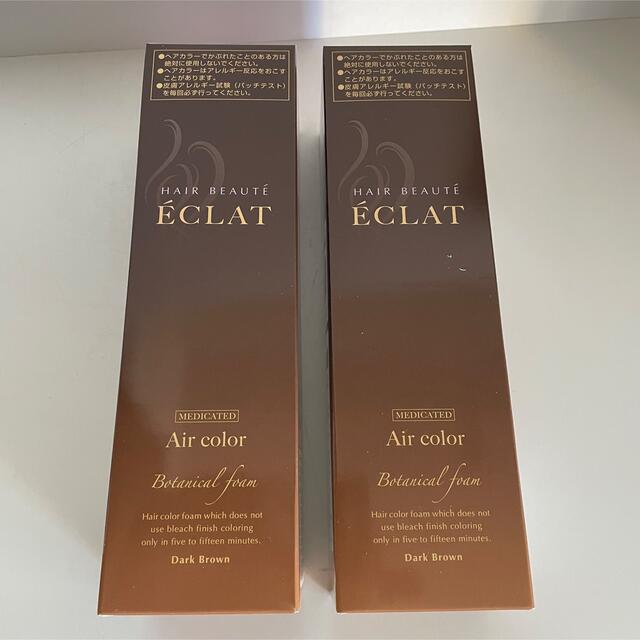 ●ヘアカラーでかぶれたことのある方は
絶対に使用しないでください。
●ヘアカラーはアレルギー反応をおこす
ことがあります。
●皮膚アレルギー試験（パッチテスト）
を毎回必ず行ってください。
HAIR BEAUTÉ
ÉCLAT
MEDICATED
Air color
Botanical foam
Hair color foam which does not
use bleach finish coloring
only in five to fifteen minutes.
Dark Brown
●ヘアカラーでかぶれたことのある方は
絶対に使用しないでください。
●ヘアカラーはアレルギー反応をおこす
ことがあります。
●皮膚アレルギー試験（パッチテスト）
を毎回必ず行ってください。
HAIR BEAUTÉ
ÉCLAT
MEDICATED
Air color
Botanical foam
Hair color foam which does not
use bleach finish coloring
only in five to fifteen minutes.
Dark Brown